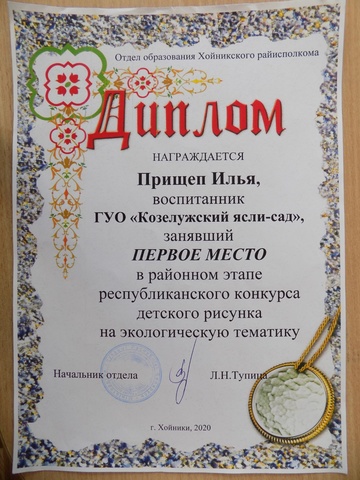 Отдел образования Хойникского райисполкома
Диплом
НАГРАЖДАЕТСЯ
Прищеп Илья,
воспитанник
ГУО «Козелужский ясли-сад»,
занявший
ПЕРВОЕ МЕСТО
в районном этапе
республиканского конкурса
детского рисунка
на экологическую тематику
Начальник отдела Л.Н.Тупица
г. Хойники, 2020